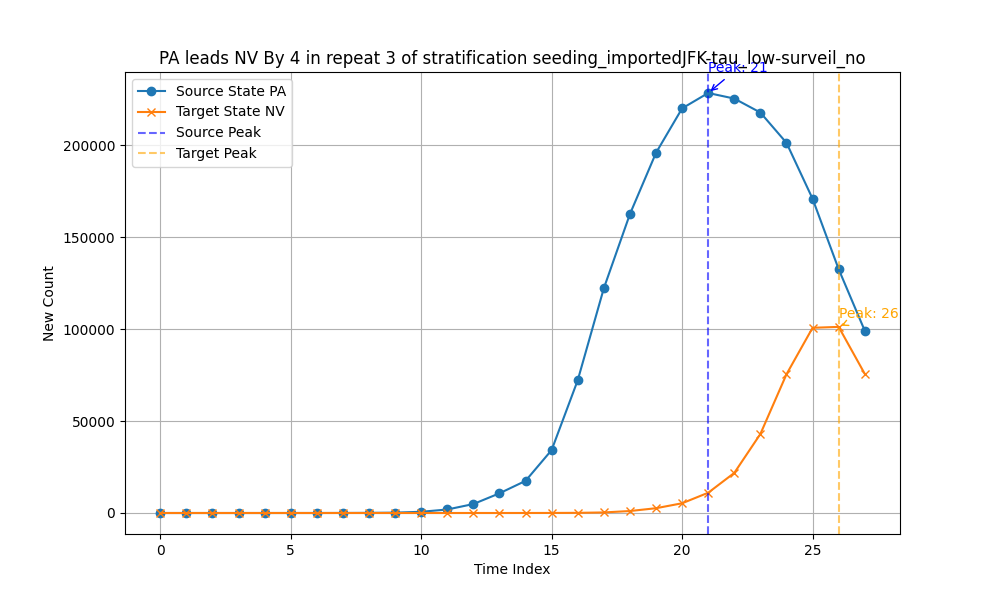 PA leads NV By 4 in repeat 3 of stratification seeding_importedJFK-tau_low-surveil_no
Peak: 21
Source State PA
Target State NV
Source Peak
Target Peak
200000
150000
100000
50000
0
New Count
Peak: 26
0 5 10 15 20 25
Time Index